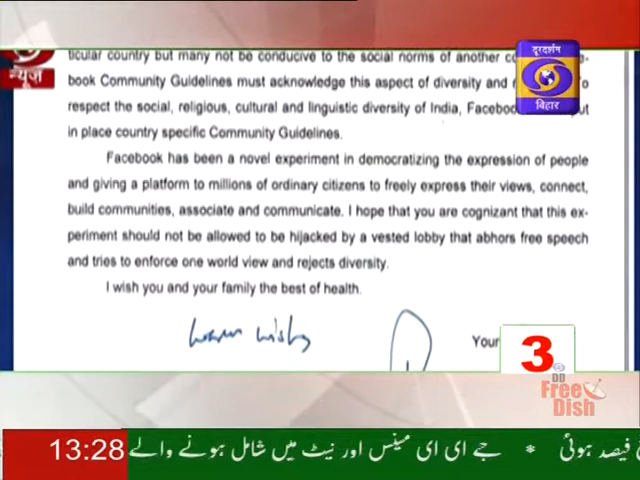 ticular country but many not be conducive to the social norms of another
book Community Guidelines must acknowledge this aspect of diversity and
respect the social, religious, cultural and linguistic diversity of India,
in place country specific Community Guidelines.
Facebook has been a novel experiment in democratizing the expression of people
and giving a platform to millions of ordinary citizens to freely express their views, connect,
build communities, associate and communicate. I hope that you are cognizant that this ex-
periment should not be allowed to be hijacked by a vested lobby that abhors free speech
and tries to enforce one world view and rejects diversity.
I wish you and your family the best of health.
warm wishes
न्यूज़
दूरदर्शन
बिहार
3
DD
Free
Dish
13:28
فیصد ہوئی * جے ای ای مینس اور نیٹ میں شامل ہونے والے